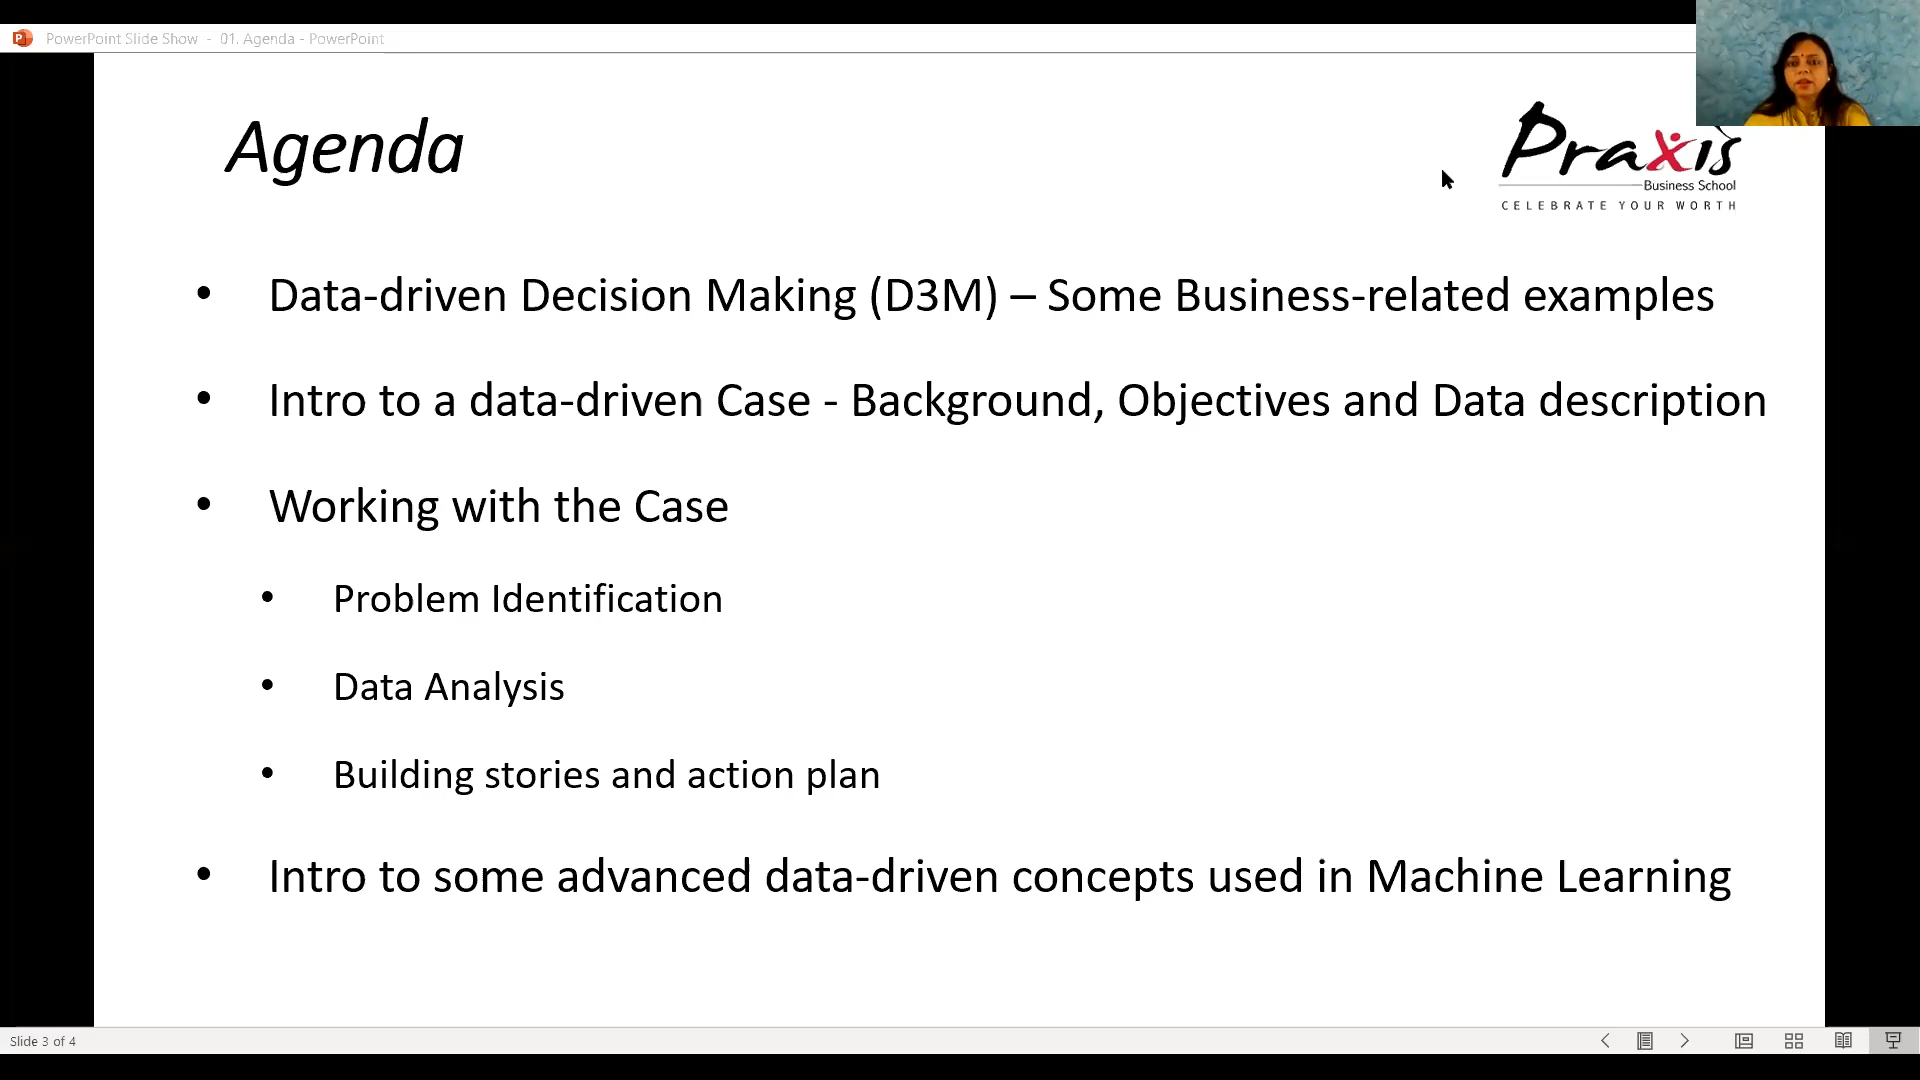 PowerPoint Slide Show - 01. Agenda - PowerPoint
Agenda
Praxis
Business School
CELEBRATE YOUR WORTH
• Data-driven Decision Making (D3M) – Some Business-related examples
• Intro to a data-driven Case - Background, Objectives and Data description
• Working with the Case
• Problem Identification
• Data Analysis
• Building stories and action plan
• Intro to some advanced data-driven concepts used in Machine Learning
Slide 3 of 4